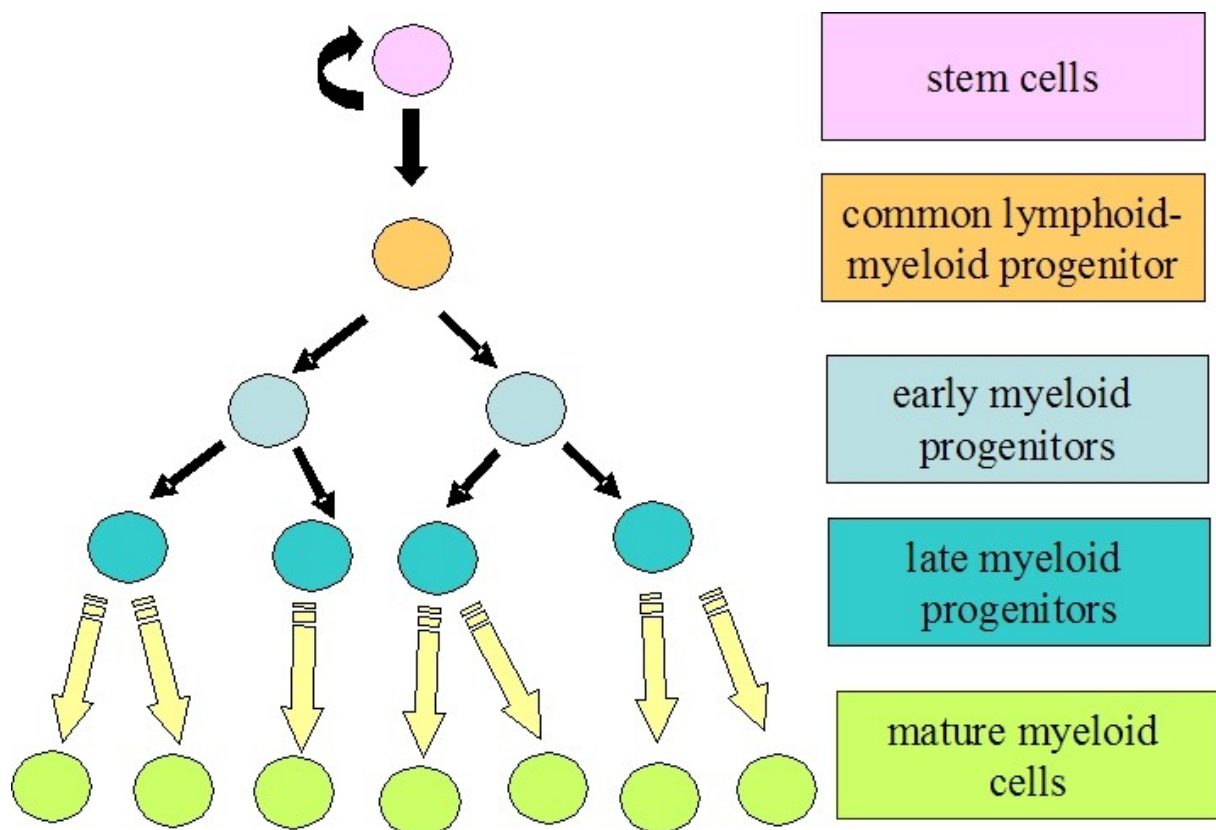 stem cells
common lymphoid-
myeloid progenitor
early myeloid
progenitors
late myeloid
progenitors
mature myeloid
cells